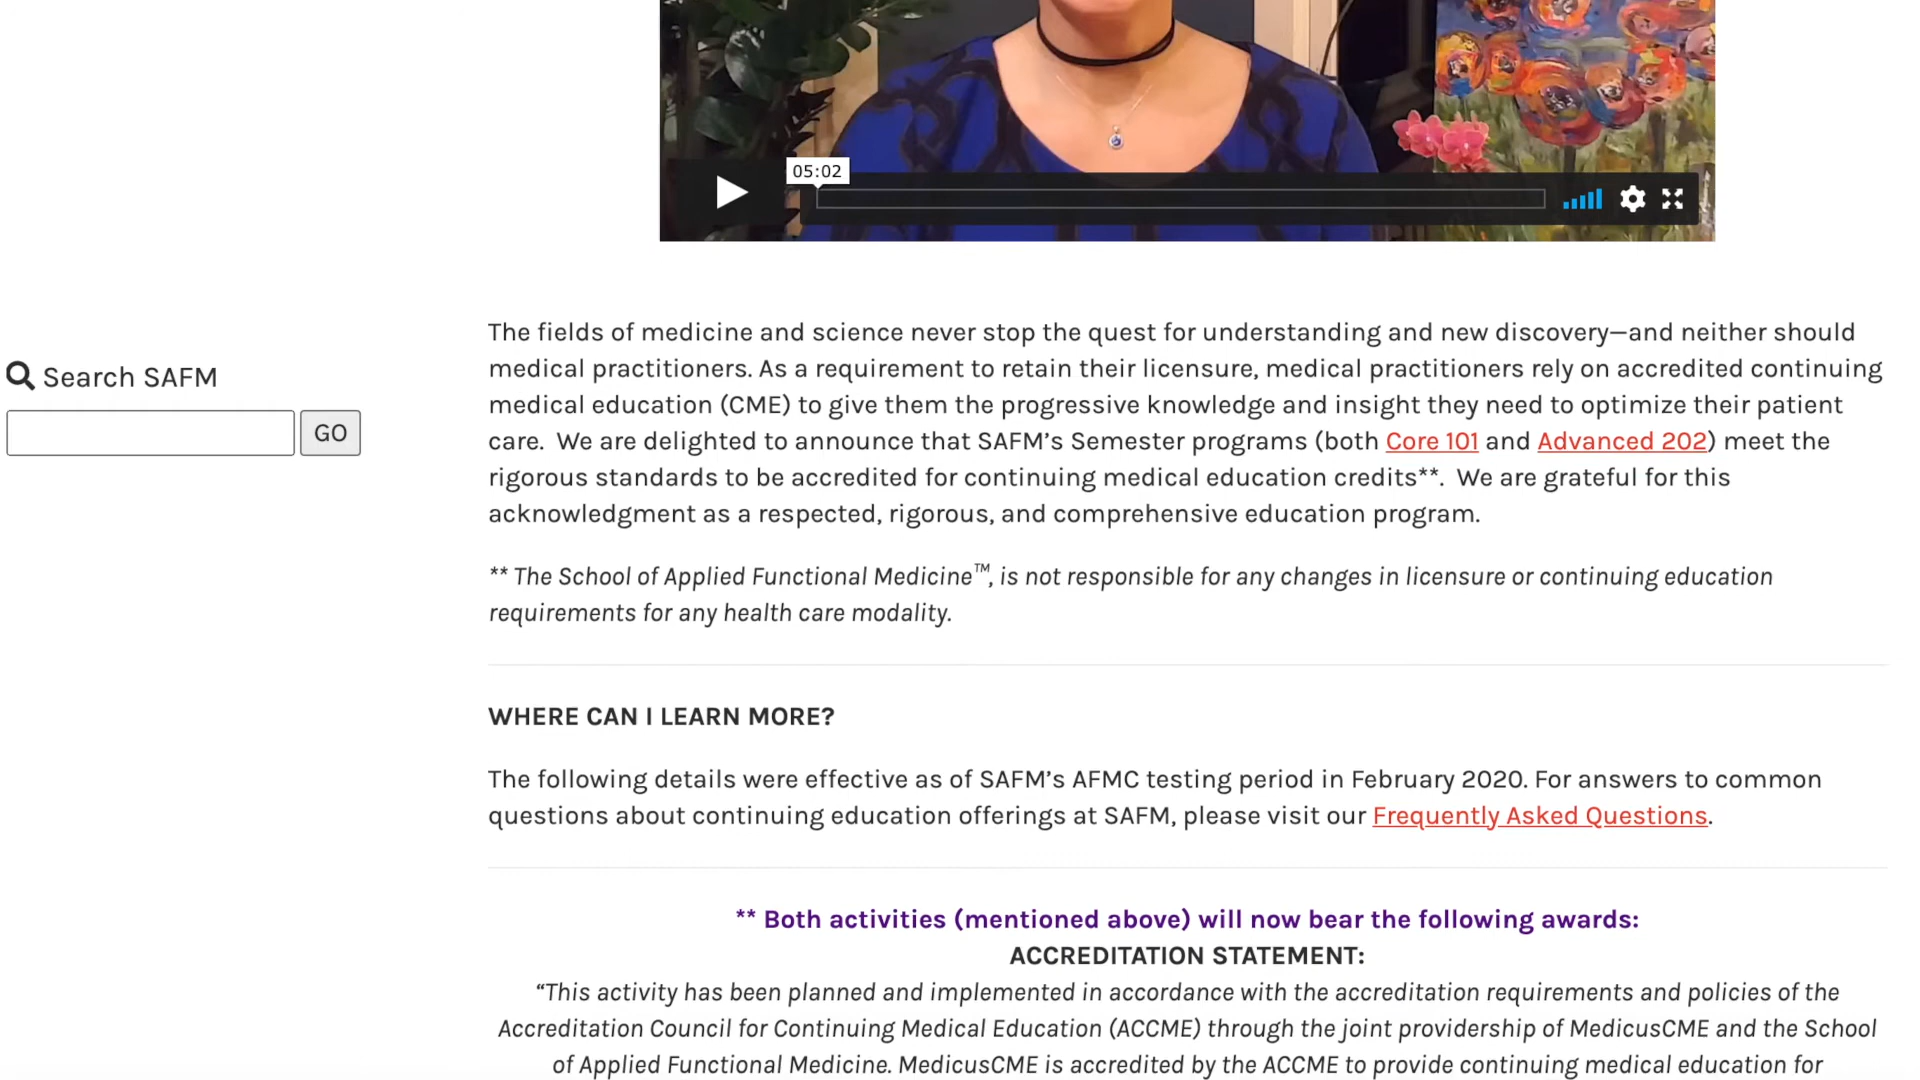 05:02
Search SAFM
GO
The fields of medicine and science never stop the quest for understanding and new discovery—and neither should
medical practitioners. As a requirement to retain their licensure, medical practitioners rely on accredited continuing
medical education (CME) to give them the progressive knowledge and insight they need to optimize their patient
care.  We are delighted to announce that SAFM’s Semester programs (both Core 101 and Advanced 202) meet the
rigorous standards to be accredited for continuing medical education credits**.  We are grateful for this
acknowledgment as a respected, rigorous, and comprehensive education program.
** The School of Applied Functional Medicine™, is not responsible for any changes in licensure or continuing education
requirements for any health care modality.
WHERE CAN I LEARN MORE?
The following details were effective as of SAFM’s AFMC testing period in February 2020. For answers to common
questions about continuing education offerings at SAFM, please visit our Frequently Asked Questions.
** Both activities (mentioned above) will now bear the following awards:
ACCREDITATION STATEMENT:
“This activity has been planned and implemented in accordance with the accreditation requirements and policies of the
Accreditation Council for Continuing Medical Education (ACCME) through the joint providership of MedicusCME and the School
of Applied Functional Medicine. MedicusCME is accredited by the ACCME to provide continuing medical education for